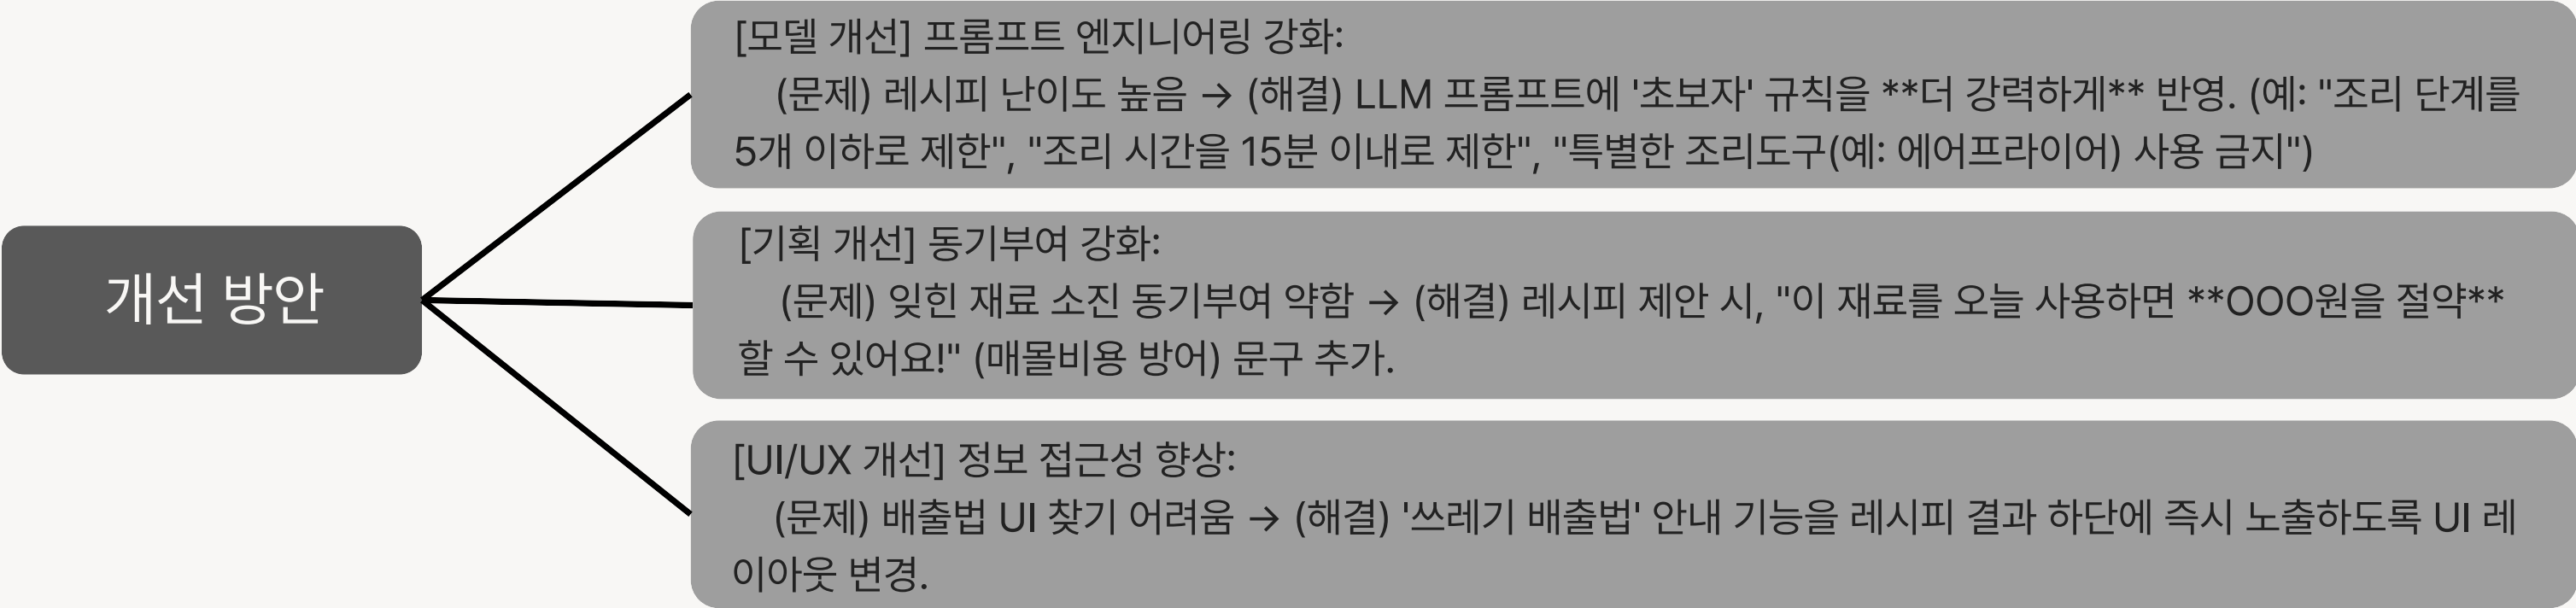 개선 방안
[모델 개선] 프롬프트 엔지니어링 강화:
(문제) 레시피 난이도 높음 → (해결) LLM 프롬프트에 '초보자' 규칙을 **더 강력하게** 반영. (예: "조리 단계를
5개 이하로 제한", "조리 시간을 15분 이내로 제한", "특별한 조리도구(예: 에어프라이어) 사용 금지")
[기획 개선] 동기부여 강화:
(문제) 잊힌 재료 소진 동기부여 약함 → (해결) 레시피 제안 시, "이 재료를 오늘 사용하면 **OOO원을 절약**
할 수 있어요!" (매몰비용 방어) 문구 추가.
[UI/UX 개선] 정보 접근성 향상:
(문제) 배출법 UI 찾기 어려움 → (해결) '쓰레기 배출법' 안내 기능을 레시피 결과 하단에 즉시 노출하도록 UI 레
이아웃 변경.